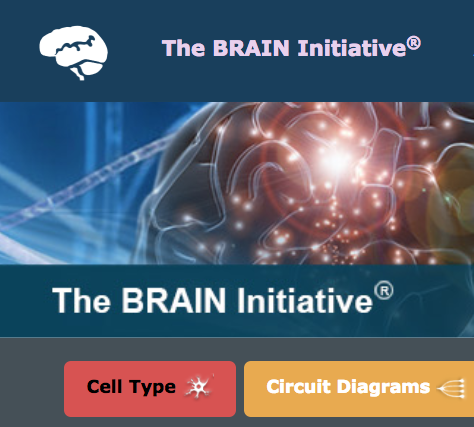 The BRAIN Initiative®
The BRAIN Initiative®
Cell Type
Circuit Diagrams